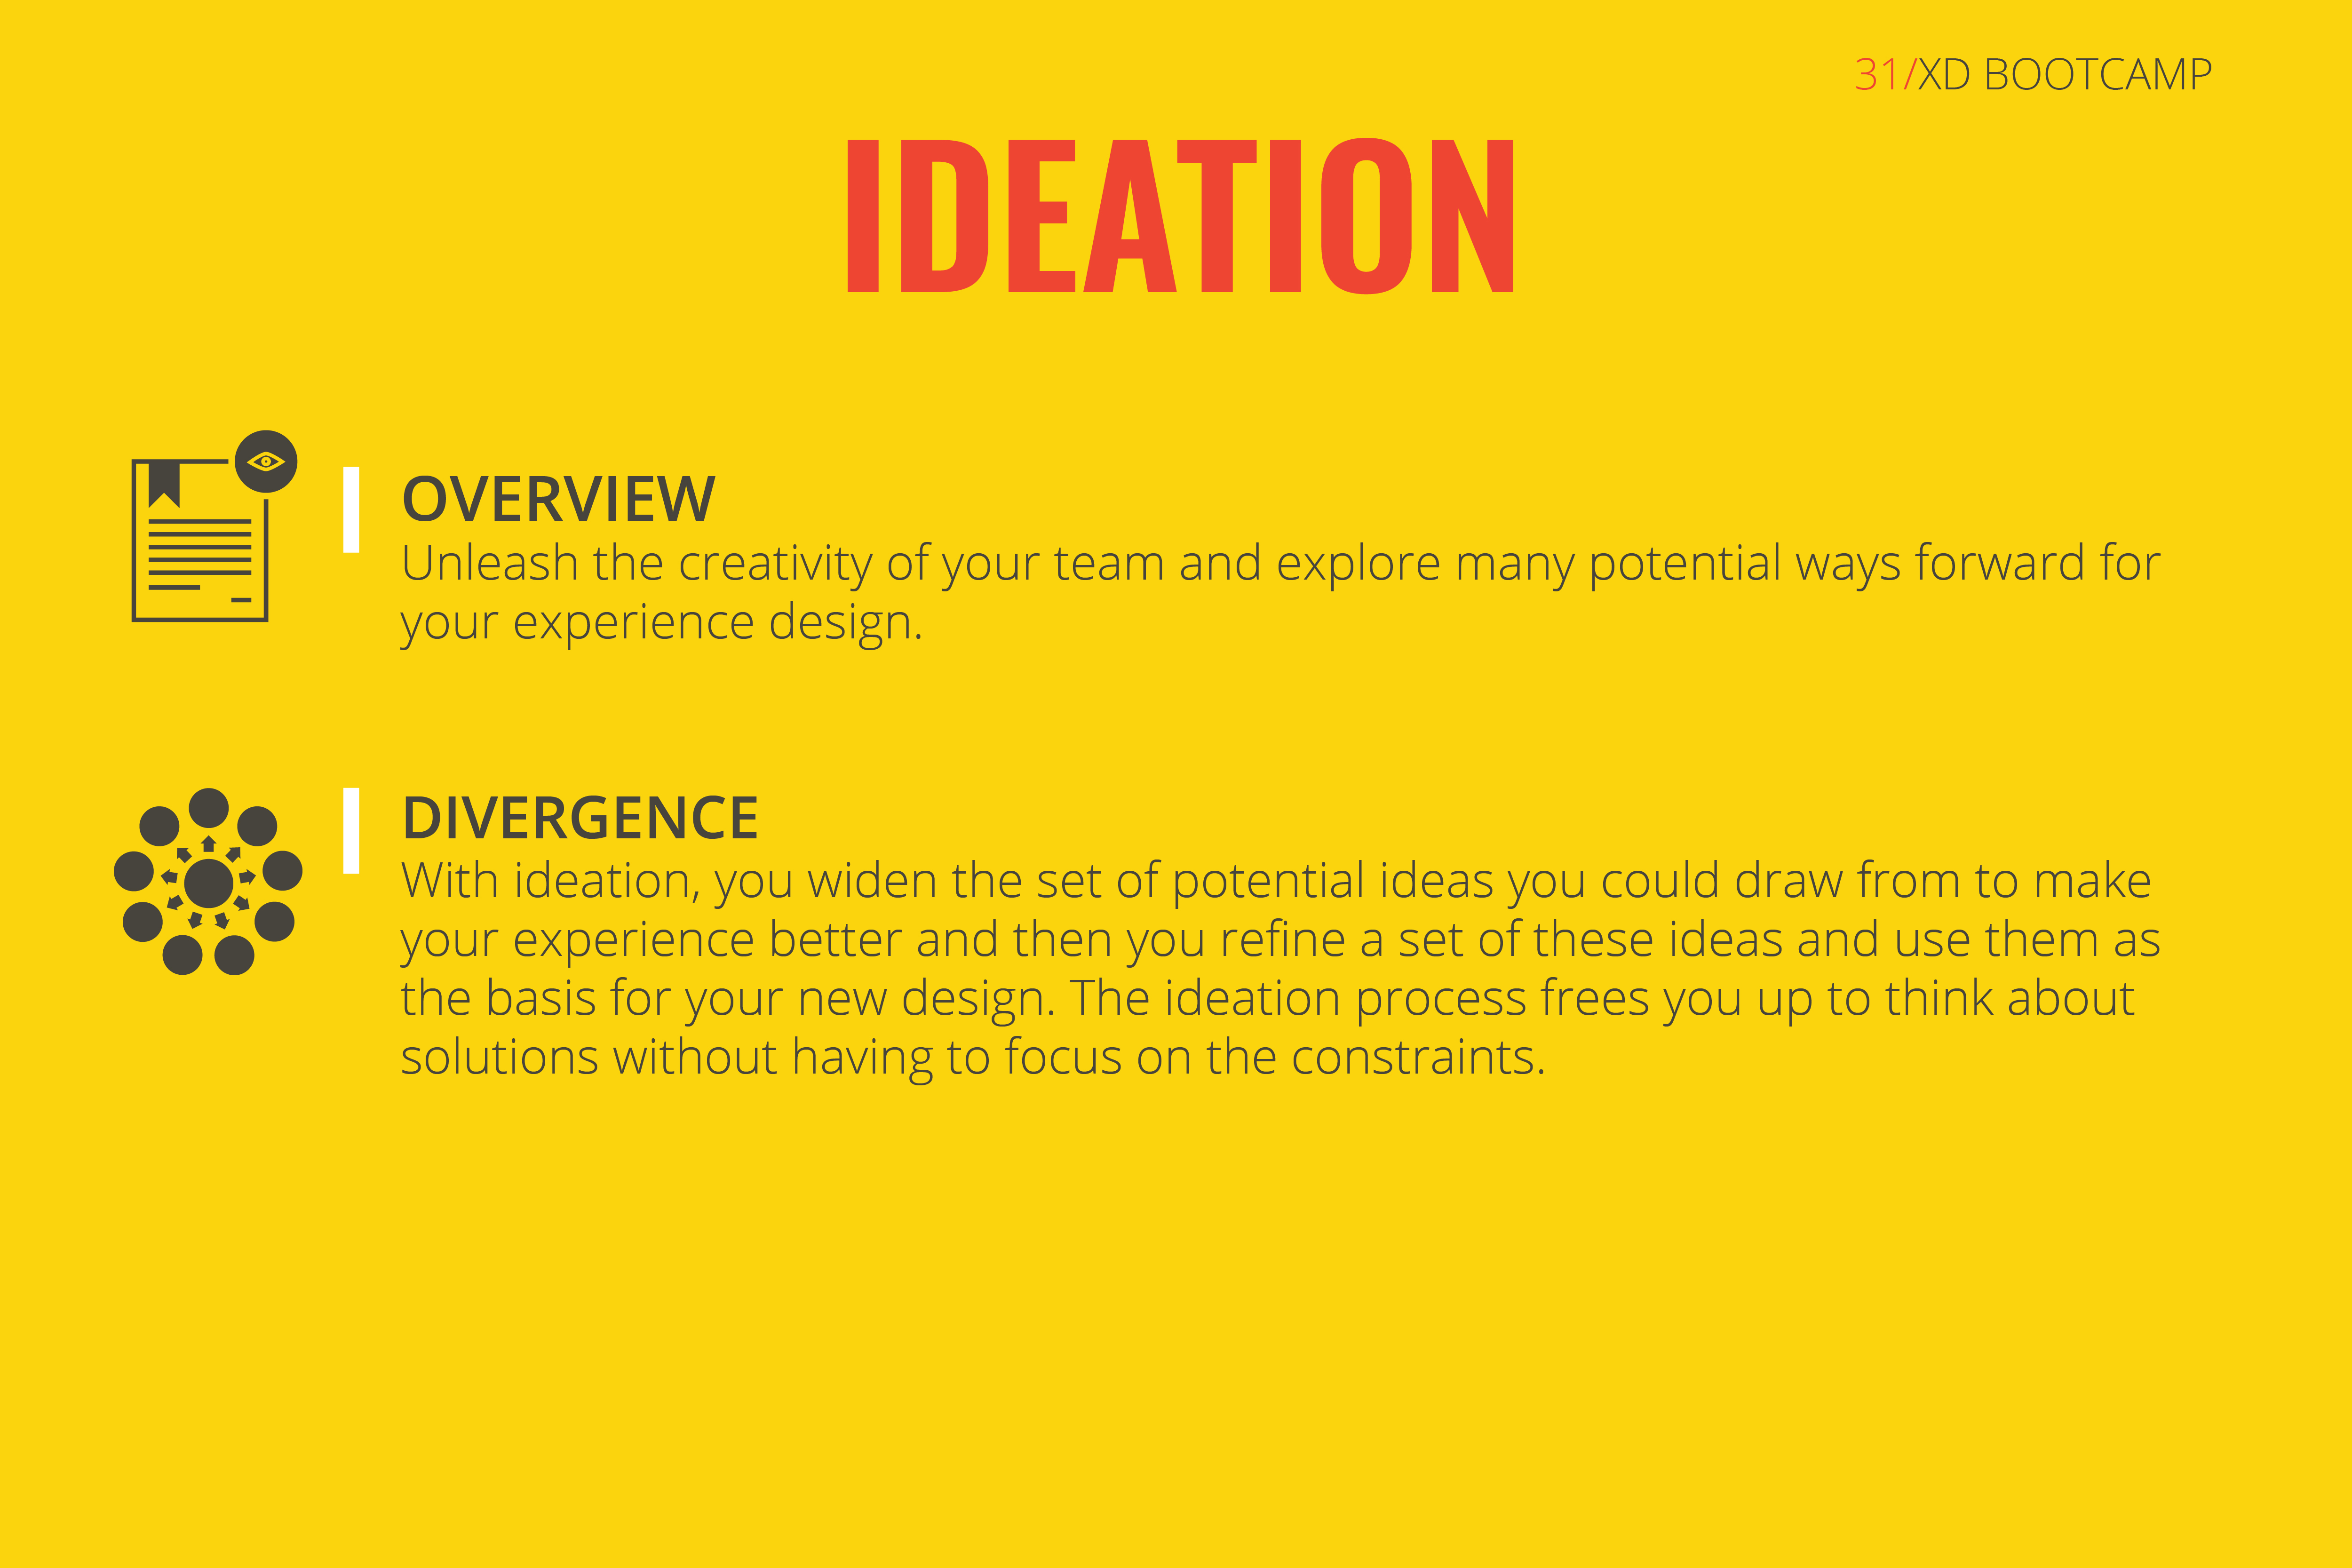 31/XD BOOTCAMP
IDEATION
OVERVIEW
Unleash the creativity of your team and explore many potential ways forward for
your experience design.
DIVERGENCE
With ideation, you widen the set of potential ideas you could draw from to make
your experience better and then you refine a set of these ideas and use them as
the basis for your new design. The ideation process frees you up to think about
solutions without having to focus on the constraints.